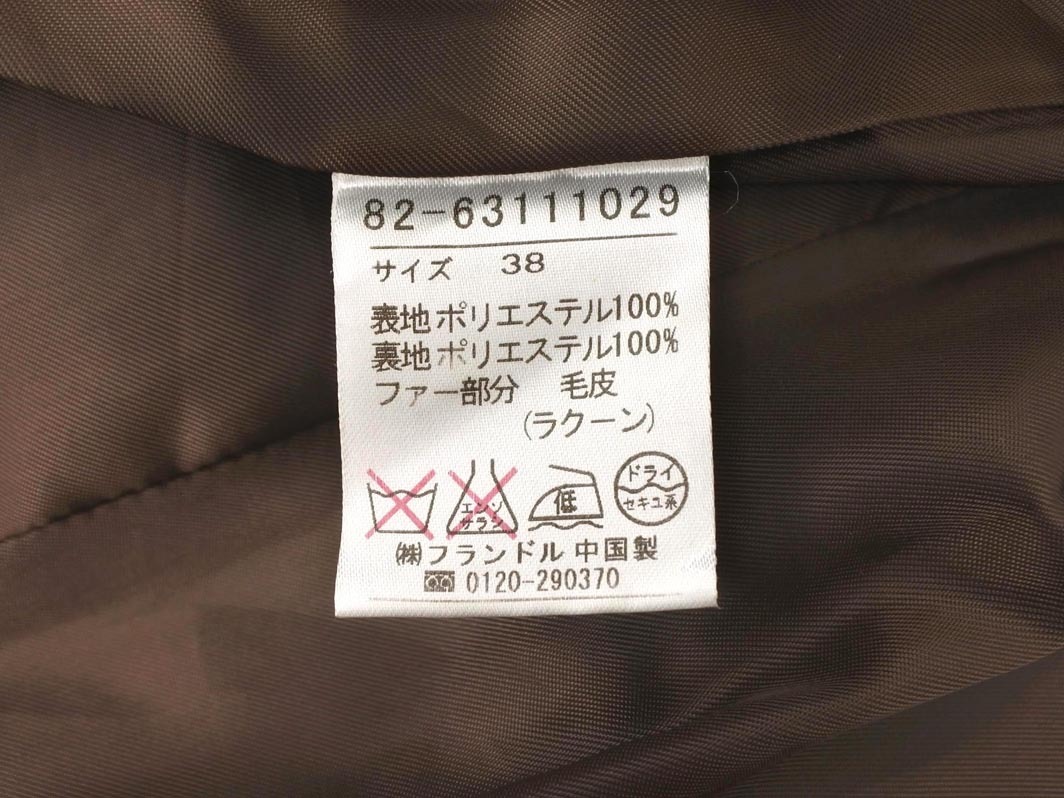 82-63111029
サイズ 38
表地 ポリエステル100%
裏地 ポリエステル100%
ファー部分 毛皮
(ラクーン)
エンソ
サラシ
低
ドライ
セキユ系
㈱フランドル 中国製
0120-290370